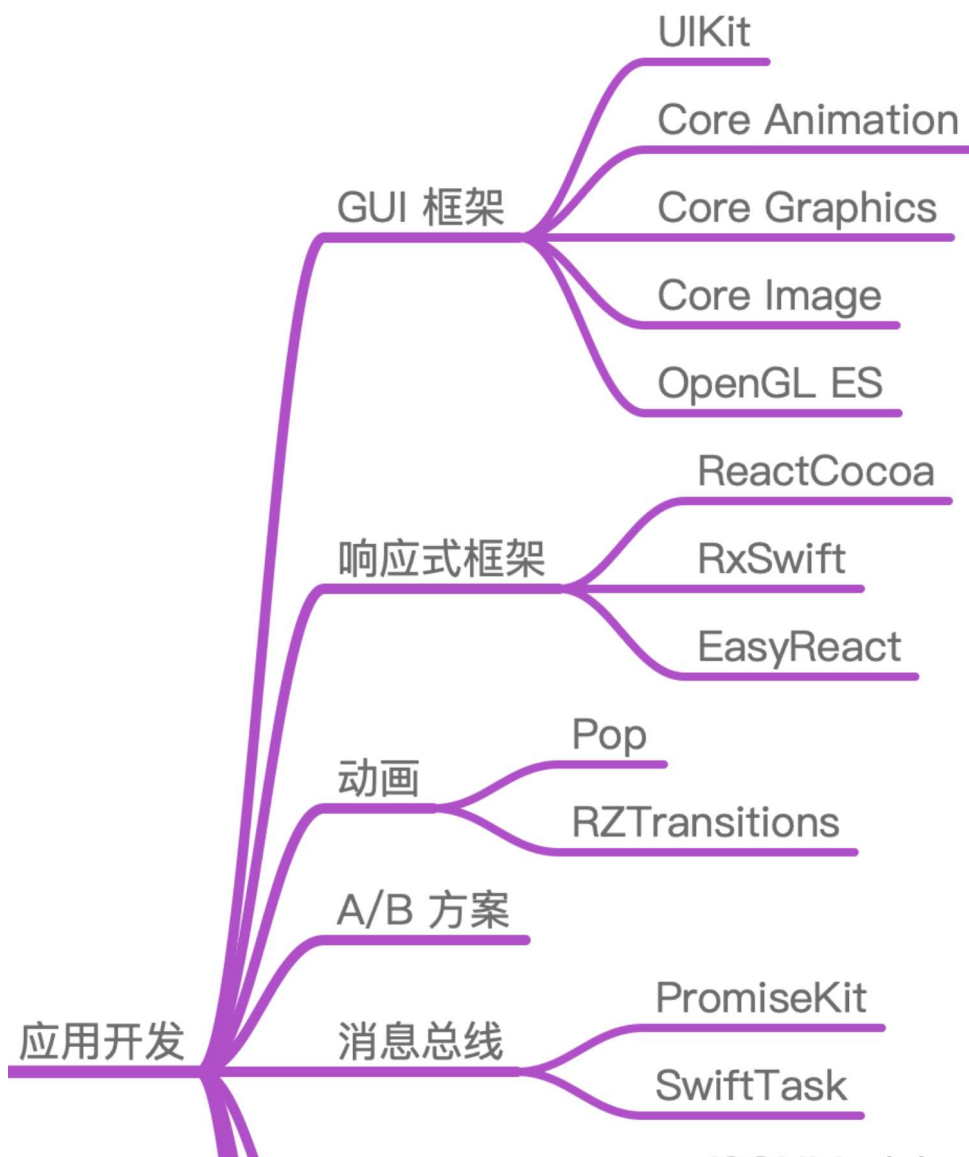 UIKit
Core Animation
GUI 框架
Core Graphics
Core Image
OpenGL ES
ReactCocoa
响应式框架
RxSwift
EasyReact
Pop
动画
RZTransitions
A/B 方案
PromiseKit
应用开发
消息总线
SwiftTask